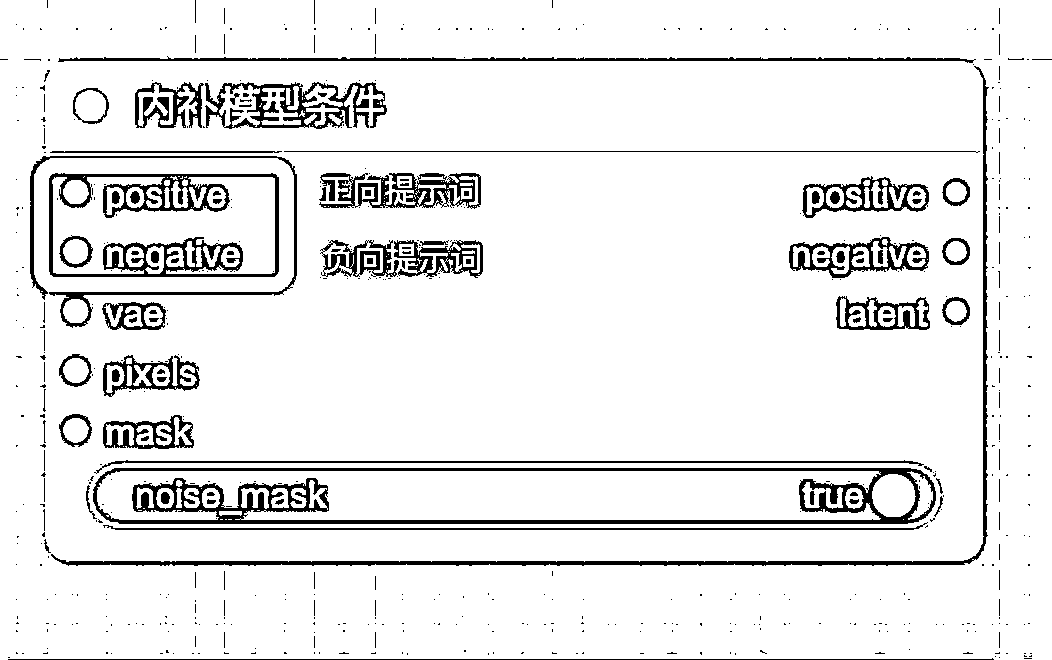 内补模型条件
positive 正向提示词 positive
negative 负向提示词 negative
vae latent
pixels
mask
noise_mask true